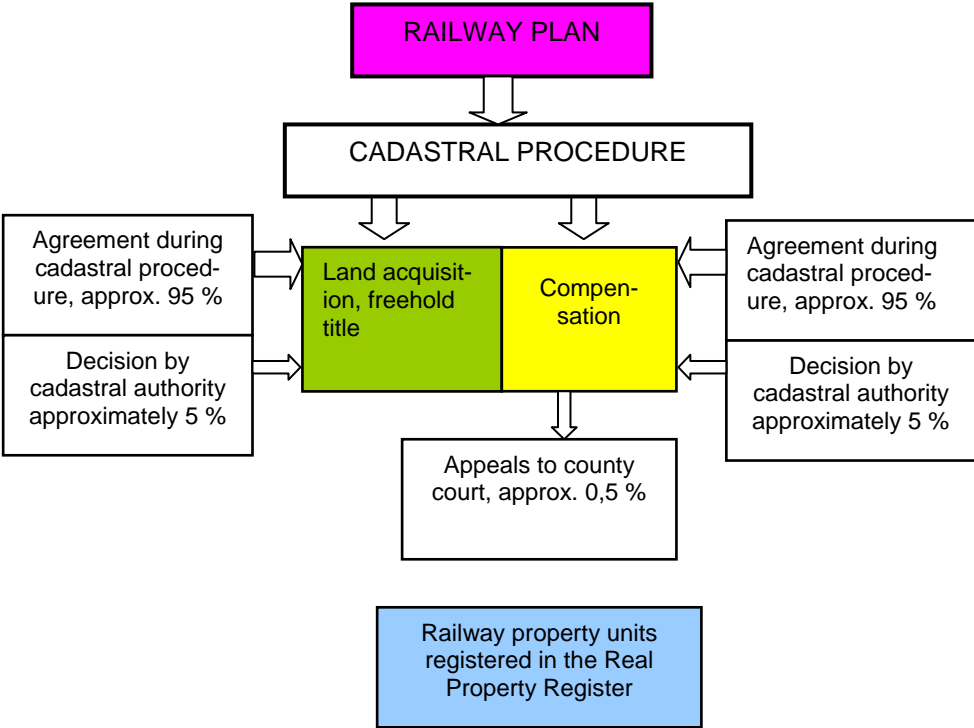 RAILWAY PLAN
CADASTRAL PROCEDURE
Agreement during
cadastral proced-
ure, approx. 95 %
Decision by
cadastral authority
approximately 5 %
Land acquisit-
ion, freehold
title
Compen-
sation
Agreement during
cadastral proced-
ure, approx. 95 %
Decision by
cadastral authority
approximately 5 %
Appeals to county
court, approx. 0,5 %
Railway property units
registered in the Real
Property Register